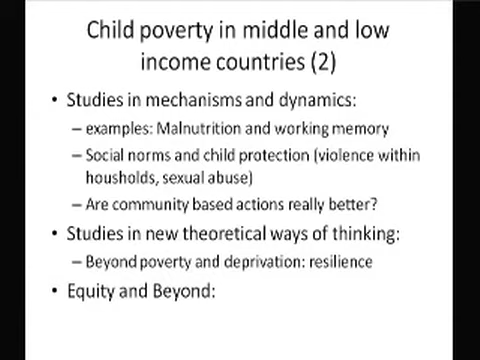 Child poverty in middle and low
income countries (2)
• Studies in mechanisms and dynamics:
– examples: Malnutrition and working memory
– Social norms and child protection (violence within
housholds, sexual abuse)
– Are community based actions really better?
• Studies in new theoretical ways of thinking:
– Beyond poverty and deprivation: resilience
• Equity and Beyond: